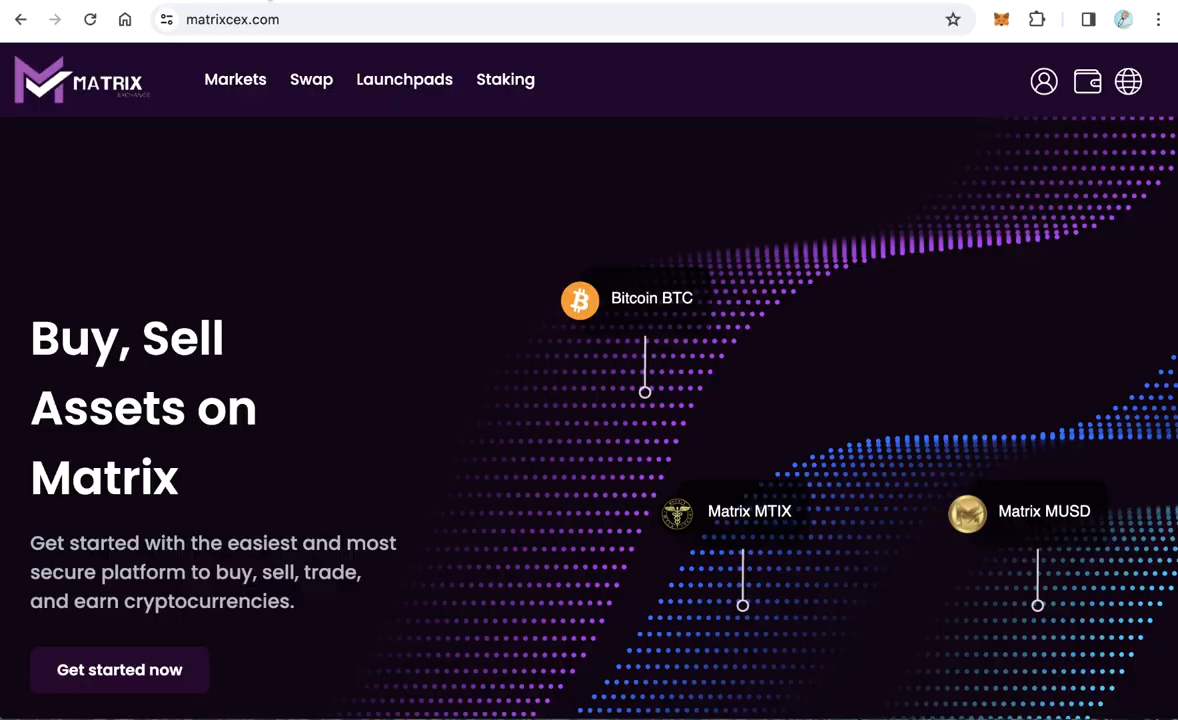 matrixcex.com
MATRIX
EXCHANGE
Markets Swap Launchpads Staking
Bitcoin BTC
Buy, Sell
Assets on
Matrix
Matrix MTIX
Matrix MUSD
Get started with the easiest and most
secure platform to buy, sell, trade,
and earn cryptocurrencies.
Get started now